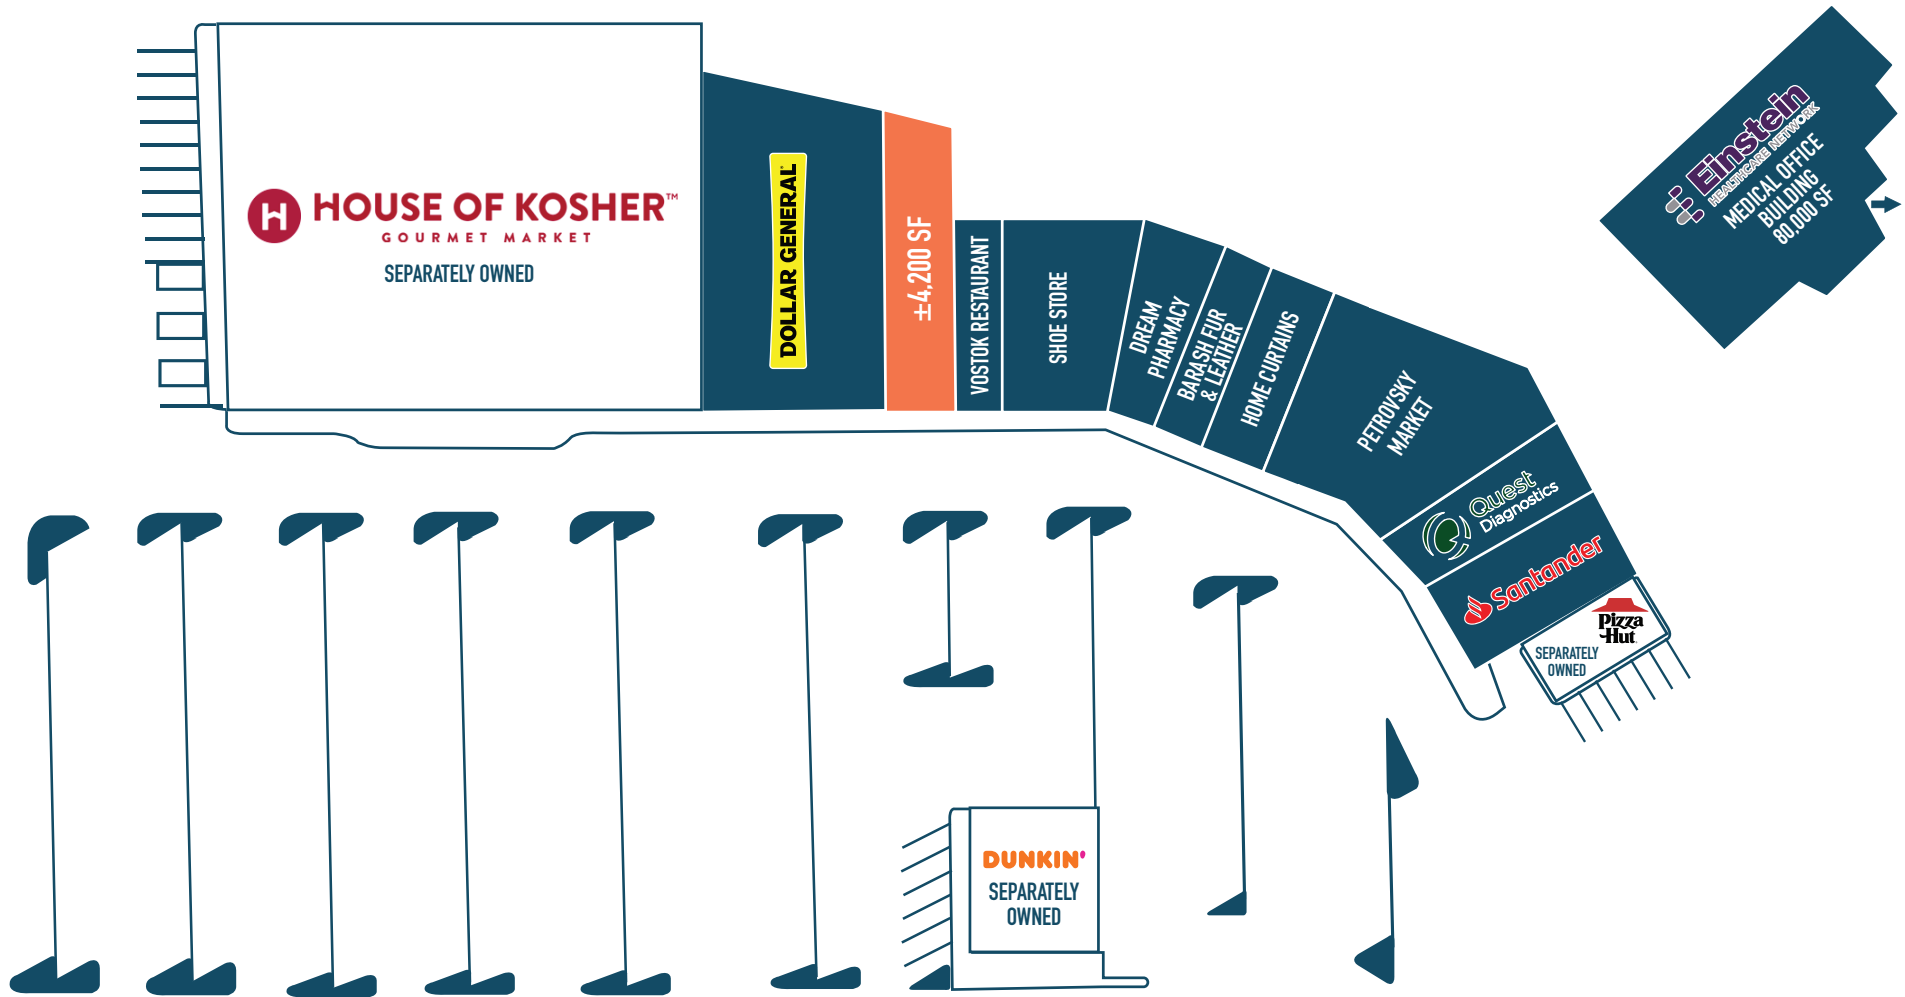 HOUSE OF KOSHER™
GOURMET MARKET
SEPARATELY OWNED
DOLLAR GENERAL
±4,200 SF
VOSTOK RESTAURANT
SHOE STORE
DREAM
PHARMACY
BARASH FUR
& LEATHER
HOME CURTAINS
PETROVSKY
MARKET
Quest
Diagnostics
Santander
Pizza
Hut
SEPARATELY
OWNED
Einstein
HEALTHCARE NETWORK
MEDICAL OFFICE
BUILDING
80,000 SF
DUNKIN'
SEPARATELY
OWNED